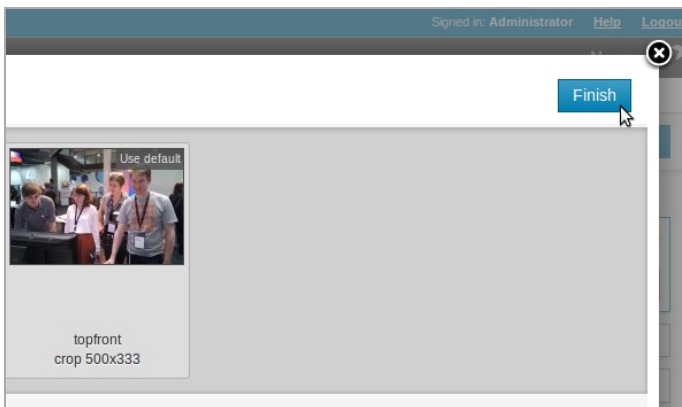 Signed in: Administrator Help Logou
Finish
Use default
topfront
crop 500x333